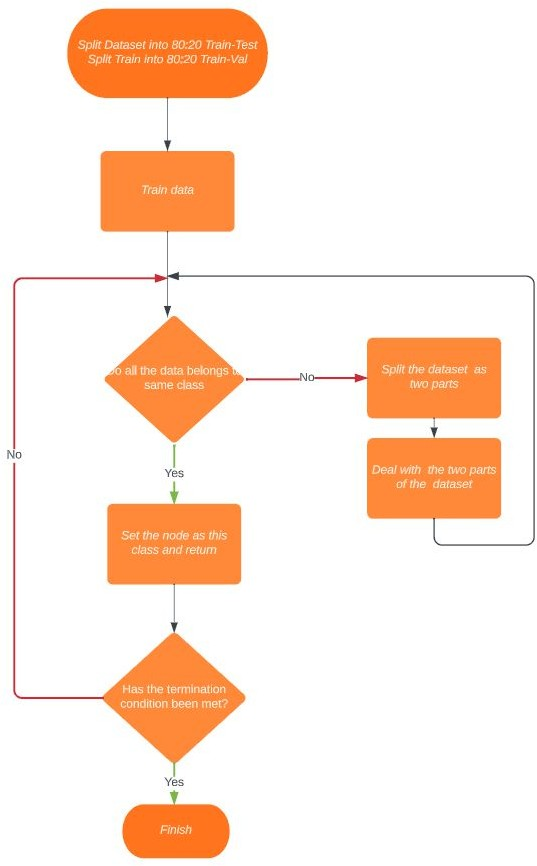 Split Dataset into 80:20 Train-Test
Split Train into 80:20 Train-Val
Train data
Do all the data belongs to
same class
No
Split the dataset as
two parts
Deal with the two parts
of the dataset
No
Yes
Set the node as this
class and return
Has the termination
condition been met?
Yes
Finish